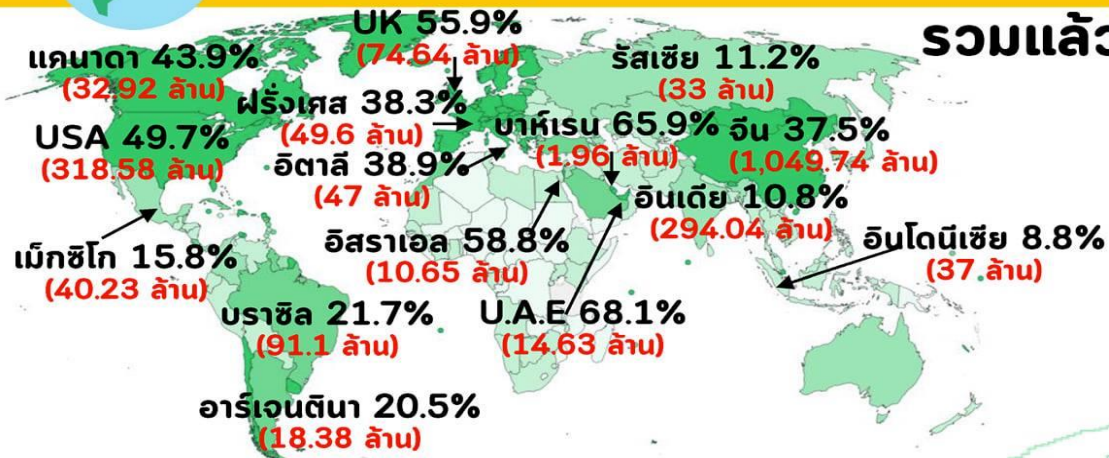 รวมแล้ว
UK 55.9%
(74.64 ล้าน)
แคนาดา 43.9%
(32.92 ล้าน)
รัสเซีย 11.2%
(33 ล้าน)
ฝรั่งเศส 38.3%
(49.6 ล้าน)
USA 49.7%
(318.58 ล้าน)
บาห์เรน 65.9%
(1.96 ล้าน)
จีน 37.5%
(1,049.74 ล้าน)
อิตาลี 38.9%
(47 ล้าน)
อินเดีย 10.8%
(294.04 ล้าน)
อิสราเอล 58.8%
(10.65 ล้าน)
อินโดนีเซีย 8.8%
(37 ล้าน)
เม็กซิโก 15.8%
(40.23 ล้าน)
บราซิล 21.7%
(91.1 ล้าน)
U.A.E 68.1%
(14.63 ล้าน)
อาร์เจนตินา 20.5%
(18.38 ล้าน)